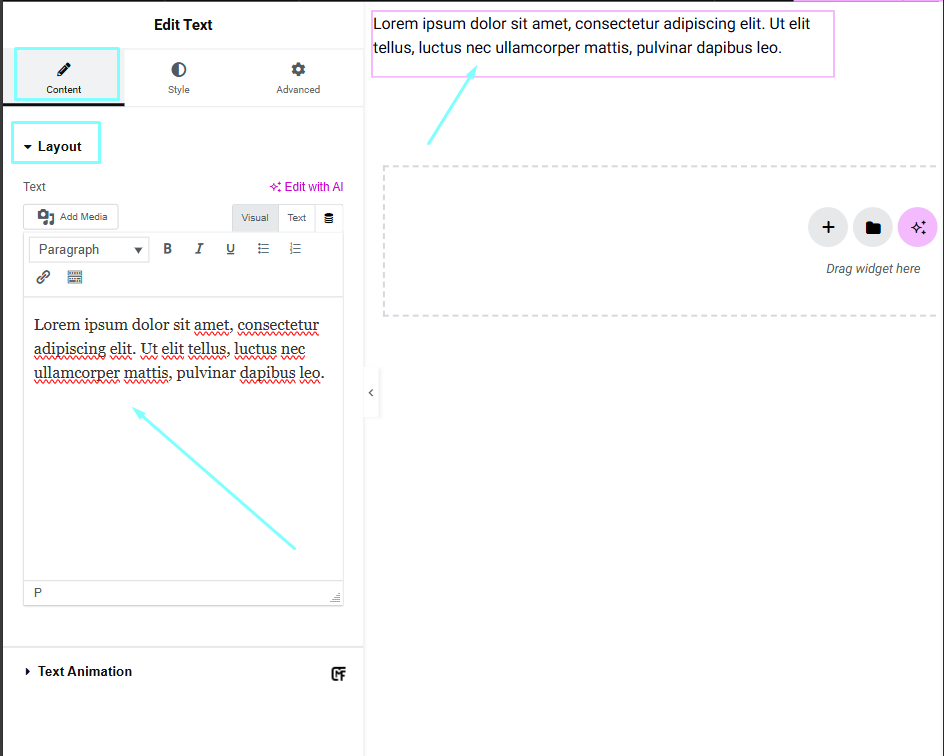 Edit Text
Content
Style
Advanced
Layout
Text
Edit with AI
Add Media
Visual
Text
Paragraph
B
I
U
Lorem ipsum dolor sit amet, consectetur
adipiscing elit. Ut elit tellus, luctus nec
ullamcorper mattis, pulvinar dapibus leo.
P
Text Animation
Lorem ipsum dolor sit amet, consectetur adipiscing elit. Ut elit
tellus, luctus nec ullamcorper mattis, pulvinar dapibus leo.
Drag widget here